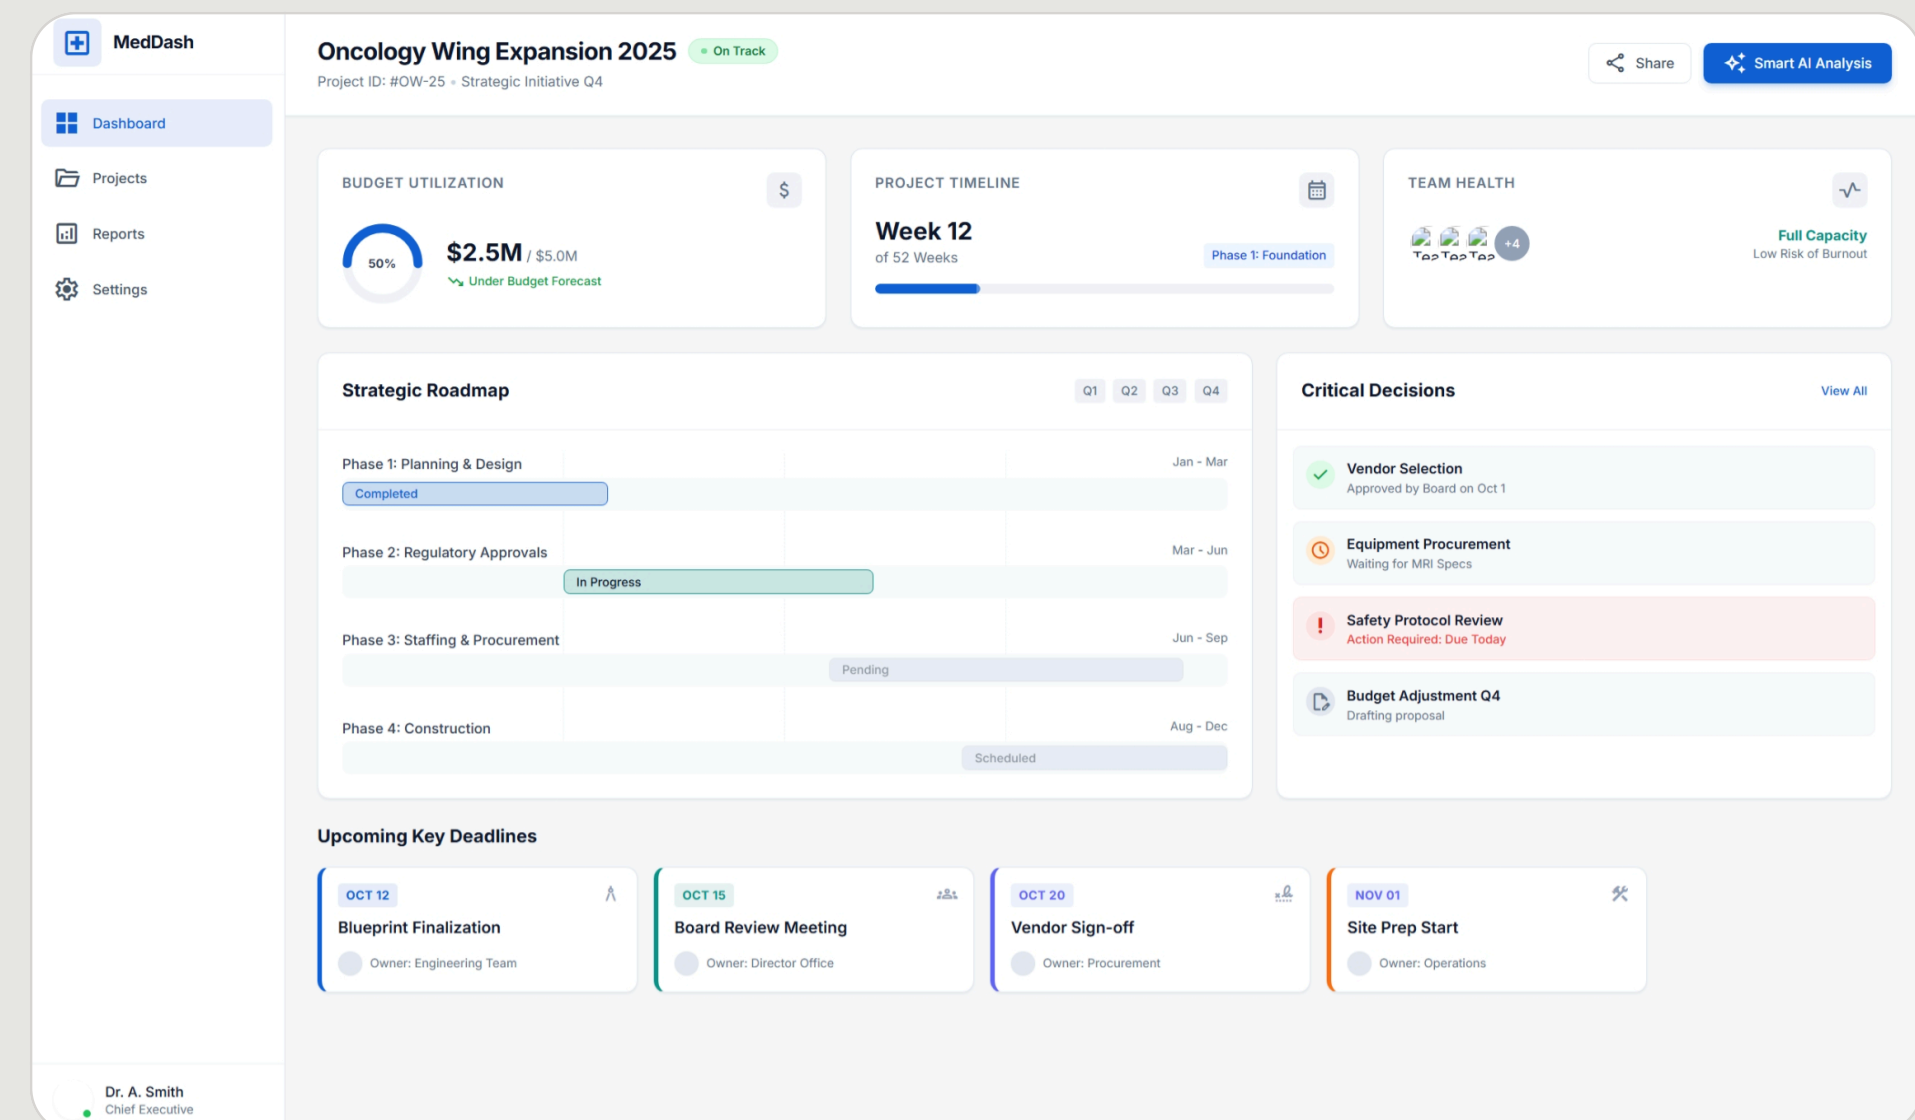 MedDash
Dashboard
Projects
Reports
Settings
Dr. A. Smith
Chief Executive
Oncology Wing Expansion 2025
On Track
Project ID: #OW-25 • Strategic Initiative Q4
Share
Smart AI Analysis
BUDGET UTILIZATION
$
50%
$2.5M / $5.0M
Under Budget Forecast
PROJECT TIMELINE
Week 12
of 52 Weeks
Phase 1: Foundation
TEAM HEALTH
Tea Tea Tea
+4
Full Capacity
Low Risk of Burnout
Strategic Roadmap
Q1 Q2 Q3 Q4
Phase 1: Planning & Design
Jan - Mar
Completed
Phase 2: Regulatory Approvals
Mar - Jun
In Progress
Phase 3: Staffing & Procurement
Jun - Sep
Pending
Phase 4: Construction
Aug - Dec
Scheduled
Critical Decisions
View All
Vendor Selection
Approved by Board on Oct 1
Equipment Procurement
Waiting for MRI Specs
Safety Protocol Review
Action Required: Due Today
Budget Adjustment Q4
Drafting proposal
Upcoming Key Deadlines
OCT 12
Blueprint Finalization
Owner: Engineering Team
OCT 15
Board Review Meeting
Owner: Director Office
OCT 20
Vendor Sign-off
Owner: Procurement
NOV 01
Site Prep Start
Owner: Operations